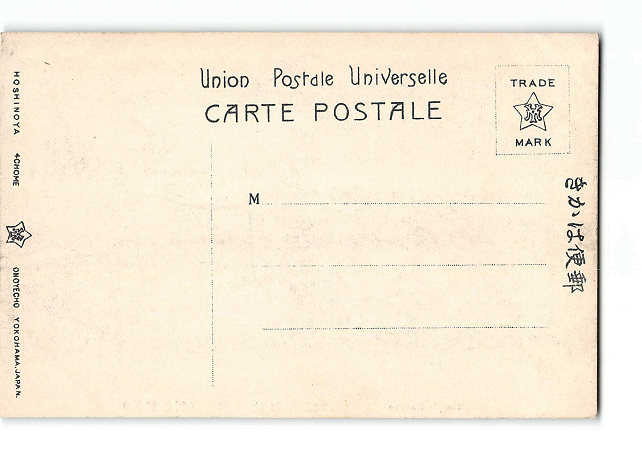 Union Postale Universelle
CARTE POSTALE
TRADE
MARK
M
きかは便郵
HOSHINOYA 4CHOME
ONOYECHO YOKOHAMA.JAPAN.